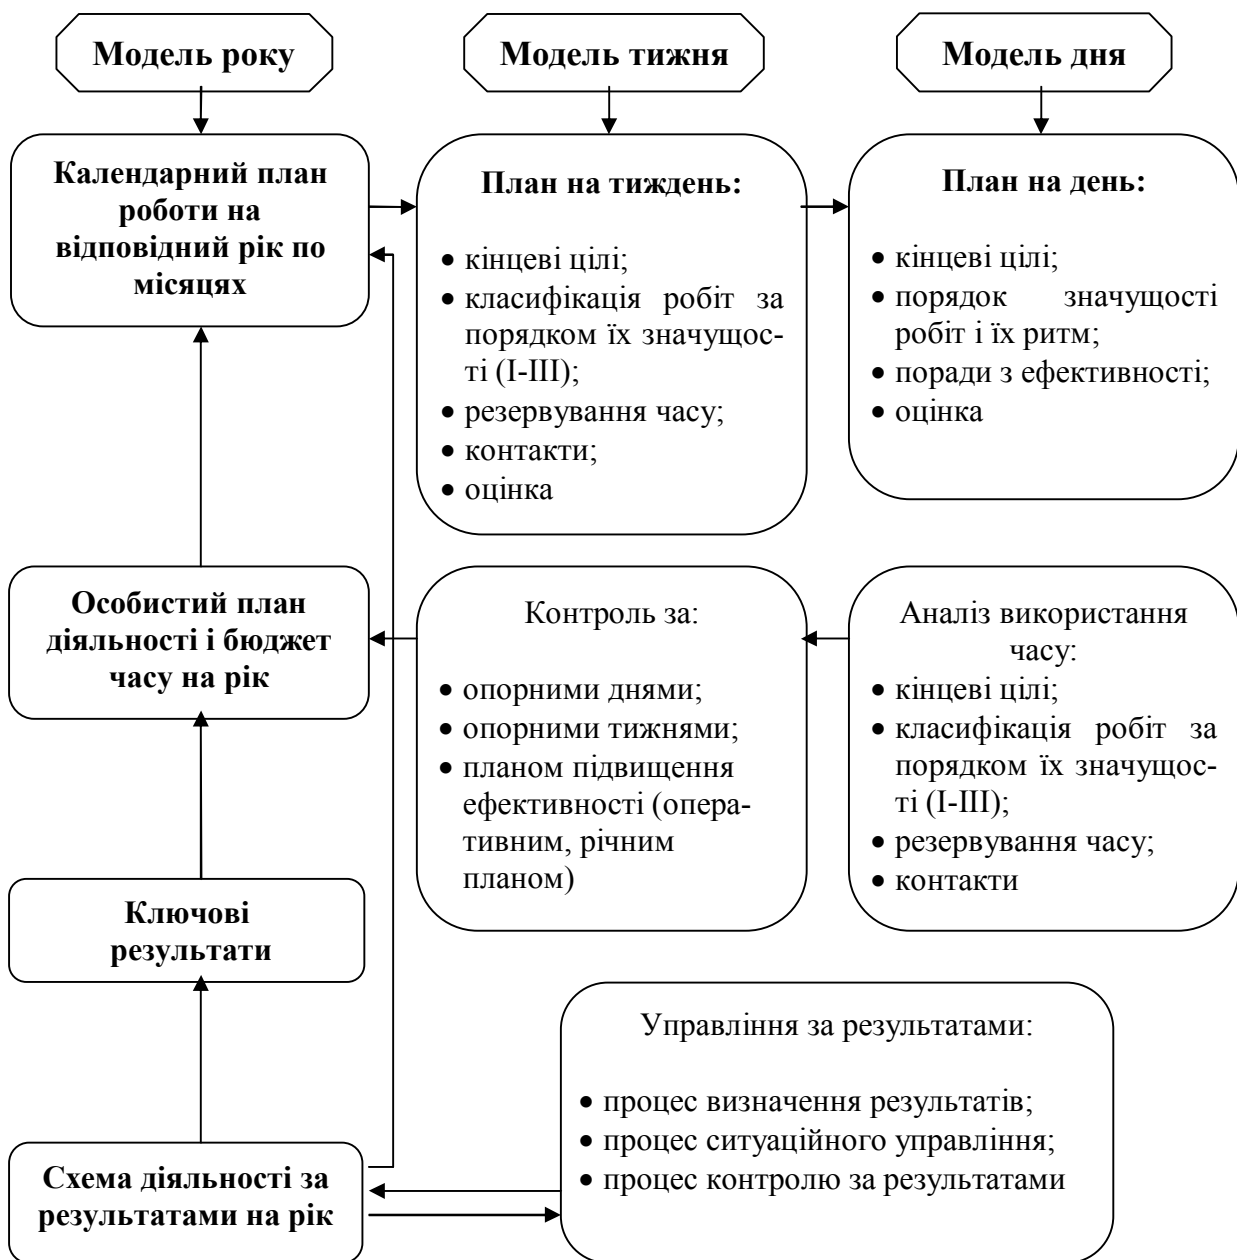 Модель року
Модель тижня
Модель дня
Календарний план
роботи на
відповідний рік по
місяцях
План на тиждень:
• кінцеві цілі;
• класифікація робіт за
порядком їх значущос-
ті (І-ІІІ);
• резервування часу;
• контакти;
• оцінка
План на день:
• кінцеві цілі;
• порядок значущості
робіт і їх ритм;
• поради з ефективності;
• оцінка
Особистий план
діяльності і бюджет
часу на рік
Контроль за:
• опорними днями;
• опорними тижнями;
• планом підвищення
ефективності (опера-
тивним, річним
планом)
Аналіз використання
часу:
• кінцеві цілі;
• класифікація робіт за
порядком їх значущос-
ті (І-ІІІ);
• резервування часу;
• контакти
Ключові
результати
Управління за результатами:
• процес визначення результатів;
• процес ситуаційного управління;
• процес контролю за результатами
Схема діяльності за
результатами на рік